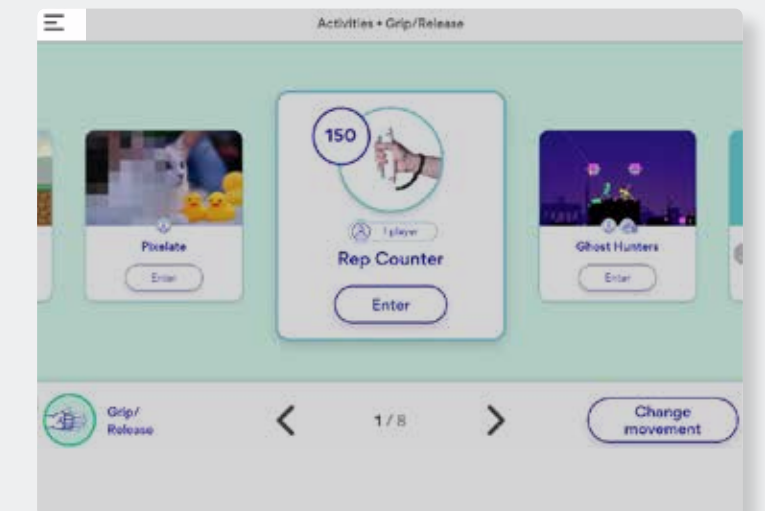 Activities • Grip/Release
150
1 player
Rep Counter
Enter
Pixelate
Enter
Ghost Hunters
Enter
Grip/
Release
1/8
Change
movement